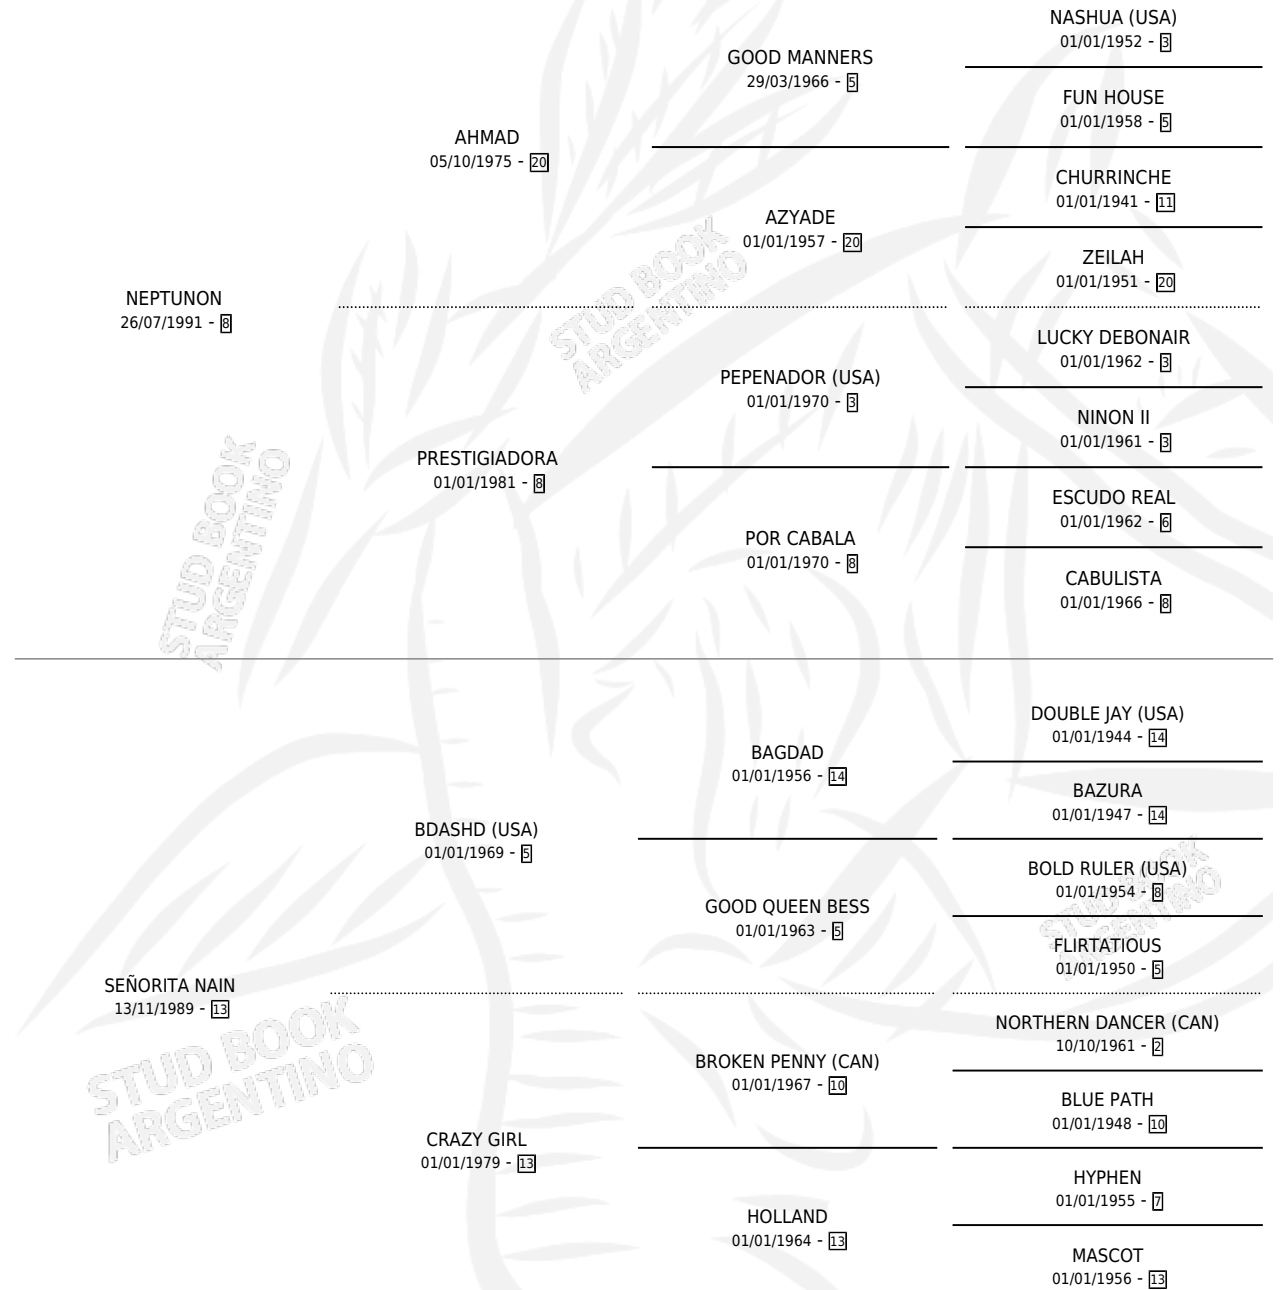 NASHUA (USA)
01/01/1952 - 3
GOOD MANNERS
29/03/1966 - 5
FUN HOUSE
01/01/1958 - 5
AHMAD
05/10/1975 - 20
CHURRINCHE
01/01/1941 - 11
AZYADE
01/01/1957 - 20
ZEILAH
01/01/1951 - 20
NEPTUNON
26/07/1991 - 8
STUD BOOK
ARGENTINO
LUCKY DEBONAIR
01/01/1962 - 3
PEPENADOR (USA)
01/01/1970 - 3
NINON II
01/01/1961 - 3
PRESTIGIADORA
01/01/1981 - 8
ESCUDO REAL
01/01/1962 - 6
POR CABALA
01/01/1970 - 8
CABULISTA
01/01/1966 - 8
STUD BOOK
ARGENTINO
DOUBLE JAY (USA)
01/01/1944 - 14
BAGDAD
01/01/1956 - 14
BAZURA
01/01/1947 - 14
BDASHD (USA)
01/01/1969 - 5
BOLD RULER (USA)
01/01/1954 - 8
GOOD QUEEN BESS
01/01/1963 - 5
STUD BOOK
ARGENTINO
FLIRTATIOUS
01/01/1950 - 5
SEÑORITA NAIN
13/11/1989 - 13
STUD BOOK
ARGENTINO
NORTHERN DANCER (CAN)
10/10/1961 - 2
BROKEN PENNY (CAN)
01/01/1967 - 10
BLUE PATH
01/01/1948 - 10
CRAZY GIRL
01/01/1979 - 13
HYPHEN
01/01/1955 - 7
HOLLAND
01/01/1964 - 13
MASCOT
01/01/1956 - 13